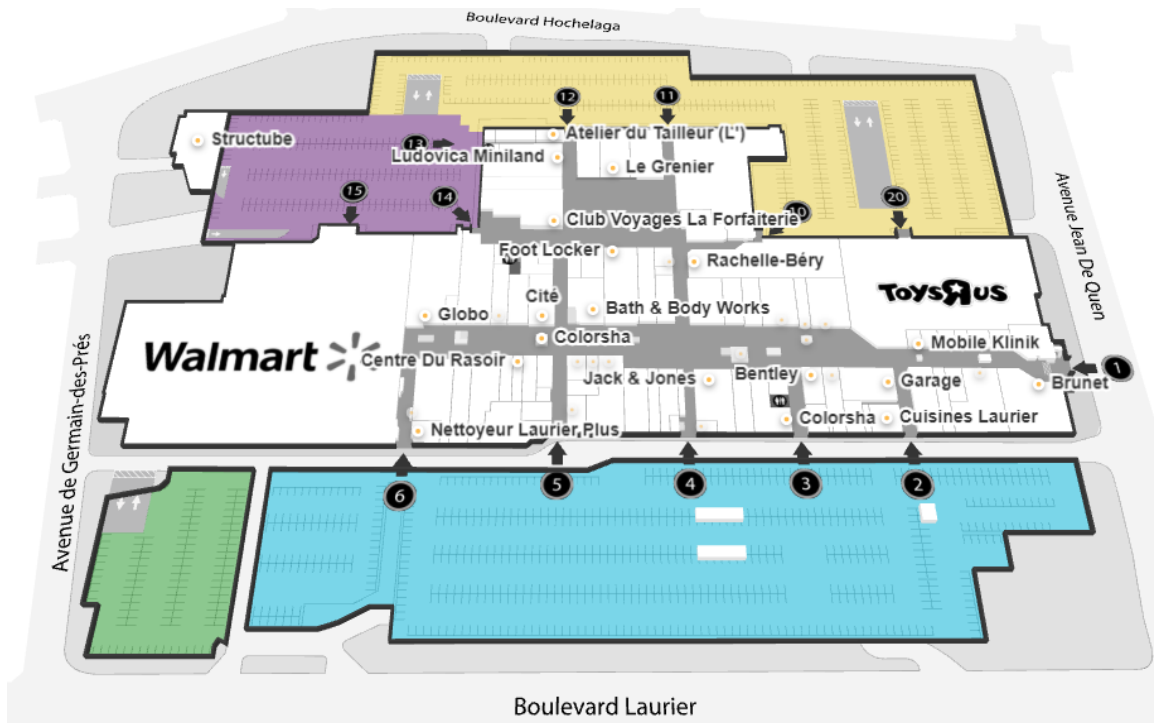 Boulevard Hochelaga
12
11
Atelier du Tailleur (L')
Structube
13
Ludovica Miniland
Le Grenier
15
14
20
10
Club Voyages La Forfaiterie
Avenue Jean De Quen
Foot Locker
Rachelle-Béry
Toys R Us
Cité
Bath & Body Works
Globo
Colorsha
Mobile Klinik
Walmart
Centre Du Rasoir
Jack & Jones
Bentley
Garage
Brunet
1
Nettoyeur Laurier Plus
Colorsha
Cuisines Laurier
Avenue de Germain-des-Prés
6
5
4
3
2
Boulevard Laurier